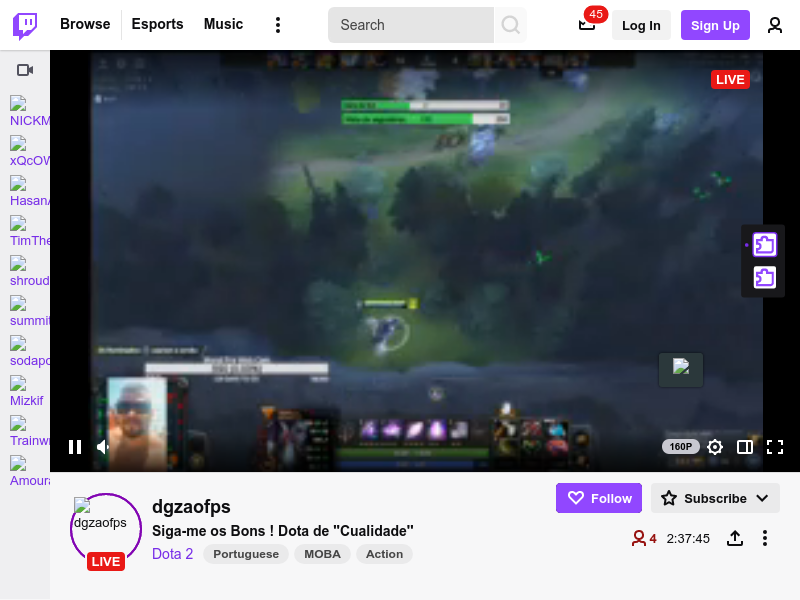 Browse
Esports
Music
Search
45
Log In
Sign Up
LIVE
NICKM
xQcOW
HasanA
TimThe
shroud
summit
sodapo
Mizkif
Trainwr
Amoura
160P
dgzaofps
LIVE
dgzaofps
Siga-me os Bons ! Dota de "Cualidade"
Dota 2
Portuguese
MOBA
Action
Follow
Subscribe
4
2:37:45